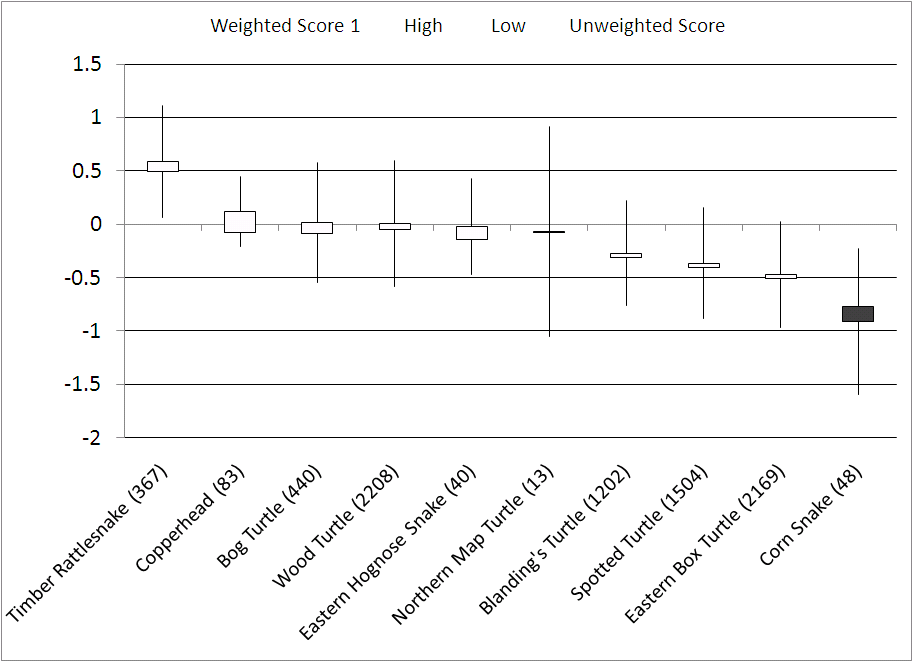 Weighted Score 1 High Low Unweighted Score
1.5
1
0.5
0
-0.5
-1
-1.5
-2
Timber Rattlesnake (367)
Copperhead (83)
Bog Turtle (440)
Wood Turtle (2208)
Eastern Hognose Snake (40)
Northern Map Turtle (13)
Blanding's Turtle (1202)
Spotted Turtle (1504)
Eastern Box Turtle (2169)
Corn Snake (48)